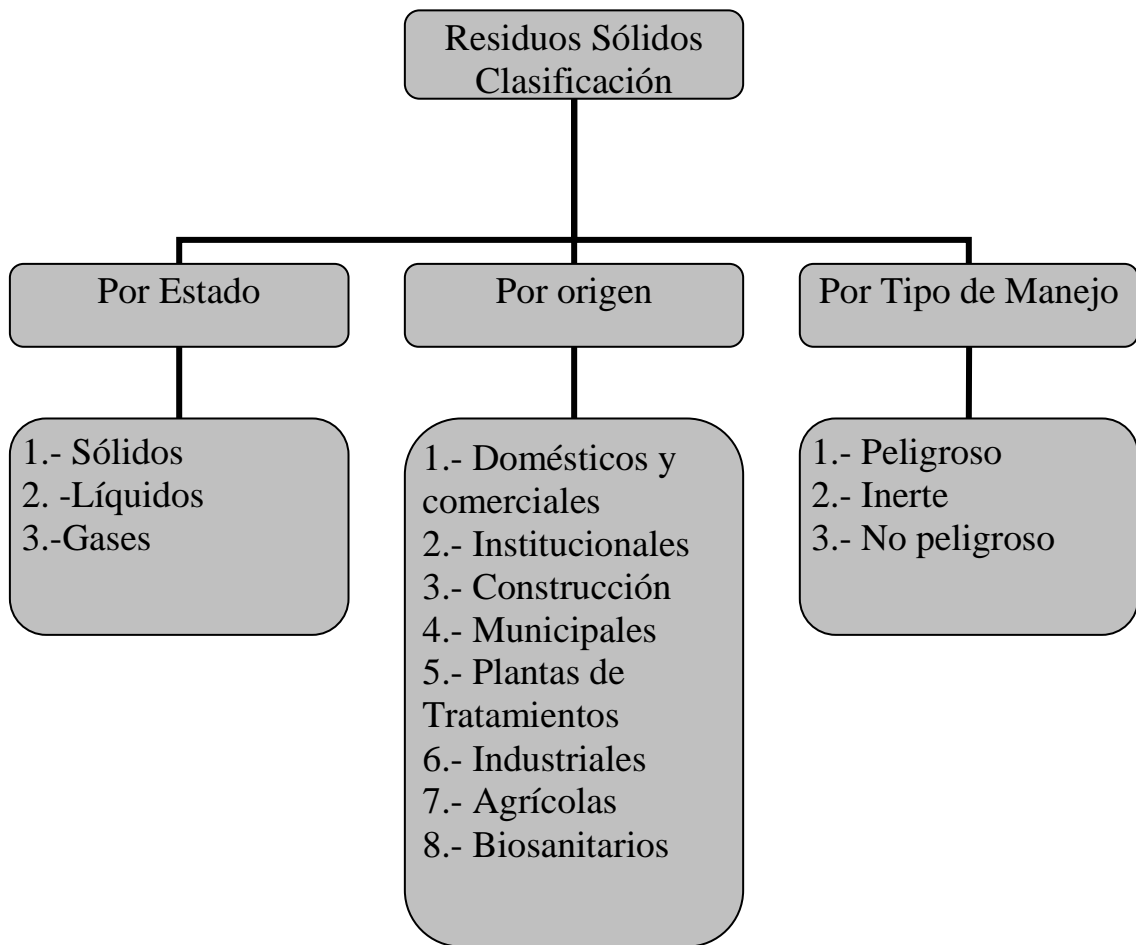 Residuos Sólidos
Clasificación
Por Estado
Por origen
Por Tipo de Manejo
1.- Sólidos
2. -Líquidos
3.-Gases
1.- Domésticos y
comerciales
2.- Institucionales
3.- Construcción
4.- Municipales
5.- Plantas de
Tratamientos
6.- Industriales
7.- Agrícolas
8.- Biosanitarios
1.- Peligroso
2.- Inerte
3.- No peligroso